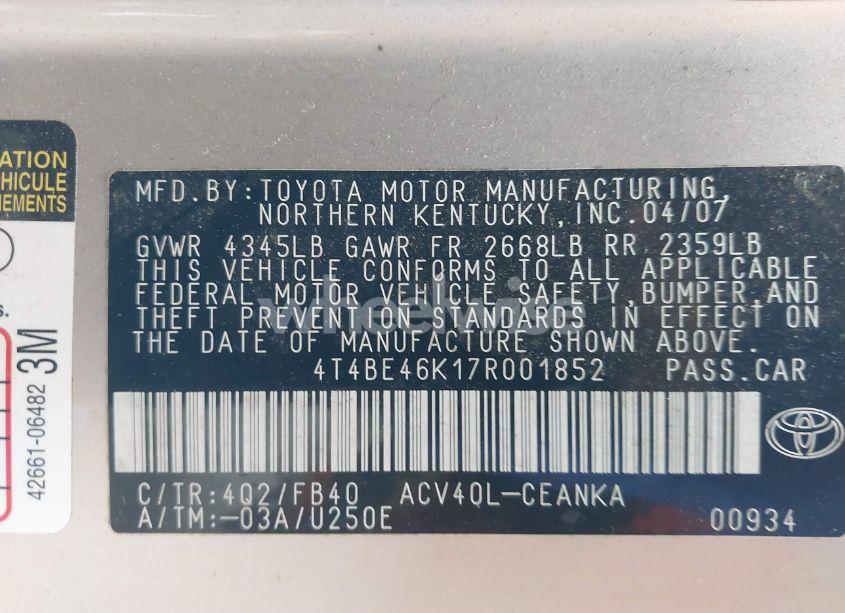 ATION
ÉHICULE
NEMENTS
s.
42661-06482 3M
MFD.BY:TOYOTA MOTOR MANUFACTURING,
NORTHERN KENTUCKY,INC.04/07
GVWR 4345LB GAWR FR 2668LB RR 2359LB
THIS VEHICLE CONFORMS TO ALL APPLICABLE
FEDERAL MOTOR VEHICLE SAFETY,BUMPER,AND
THEFT PREVENTION STANDARDS IN EFFECT ON
THE DATE OF MANUFACTURE SHOWN ABOVE.
4T4BE46K17R001852 PASS.CAR
C/TR:4Q2/FB40 ACV40L-CEANKA
A/TM:-03A/U250E 00934